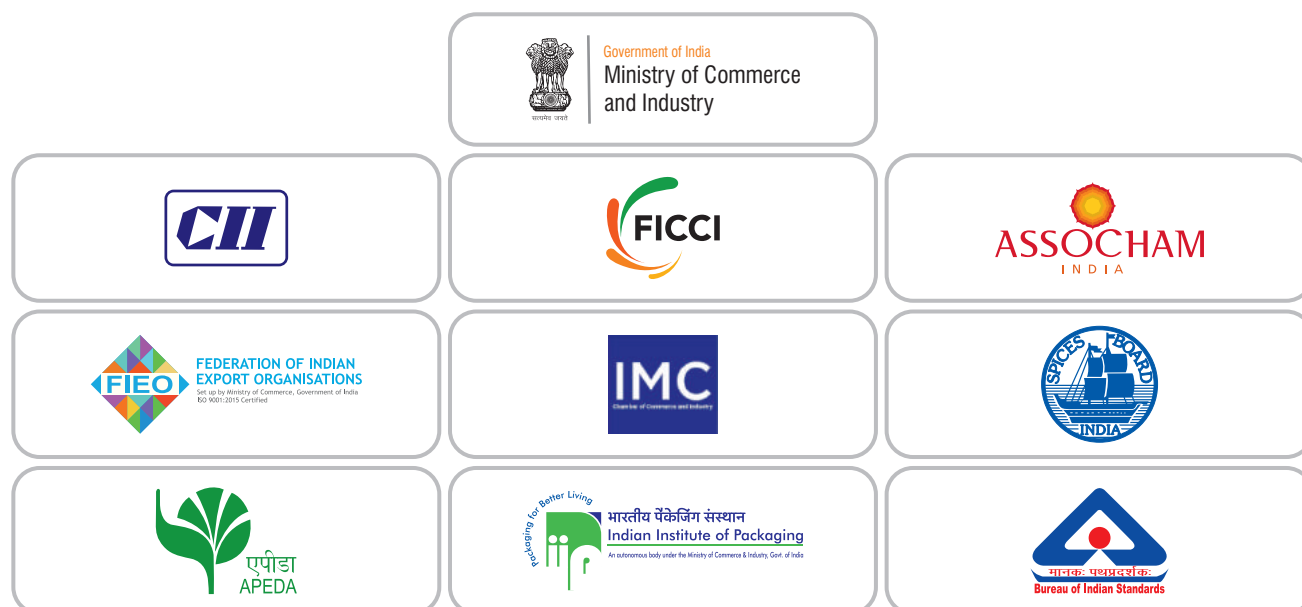 Government of India
Ministry of Commerce
and Industry
सत्यमेव जयते
CII
FICCI
ASSOCHAM
INDIA
FIEO
FEDERATION OF INDIAN
EXPORT ORGANISATIONS
Set up by Ministry of Commerce, Government of India
ISO 9001:2015 Certified
IMC
Chamber of Commerce and Industry
SPICES BOARD
INDIA
एपीडा
APEDA
Packaging for Better Living
iip
भारतीय पैकेजिंग संस्थान
Indian Institute of Packaging
An autonomous body under the Ministry of Commerce & Industry, Govt. of India
मानकः पथप्रदर्शकः
Bureau of Indian Standards